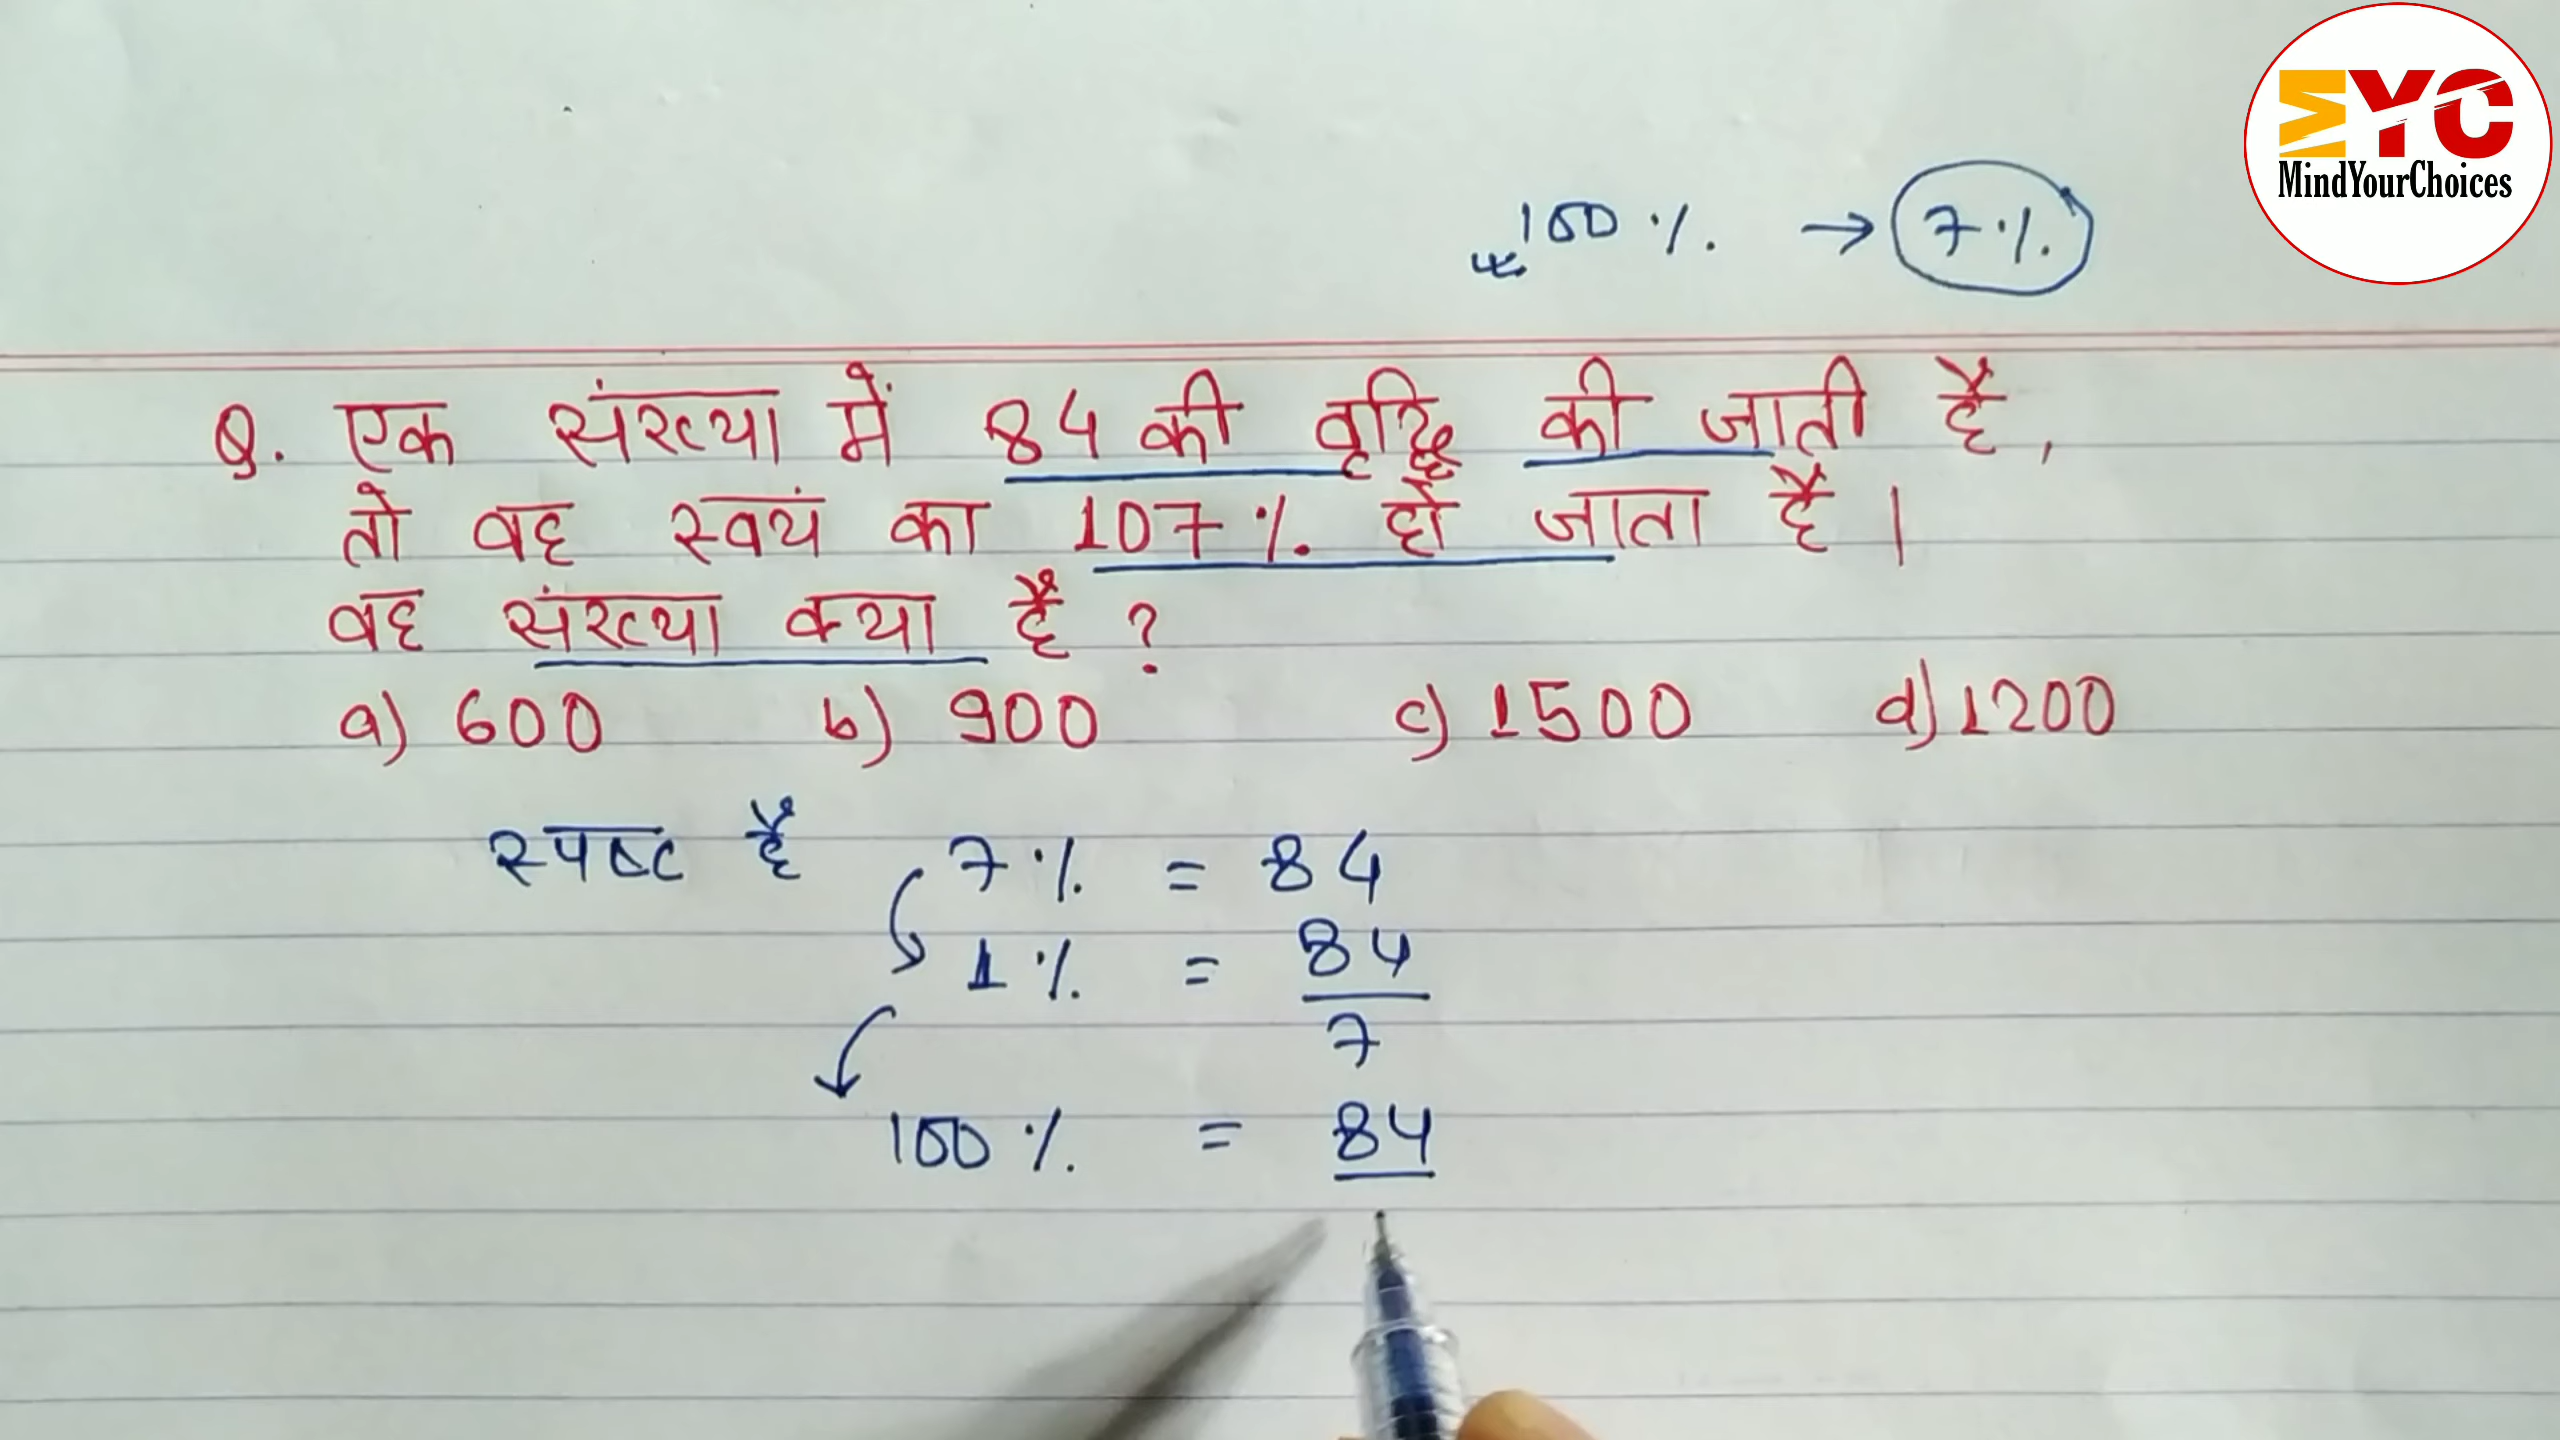 MYC
MindYourChoices
100 % → 7 %
Q. एक संख्या में 84 की वृद्धि की जाती है,
तो वह स्वयं का 107 % हो जाता है।
वह संख्या क्या है ?
a) 600 b) 900 c) 1500 d) 1200
स्पष्ट है 7 % = 84
1 % = 84
7
100 % = 84